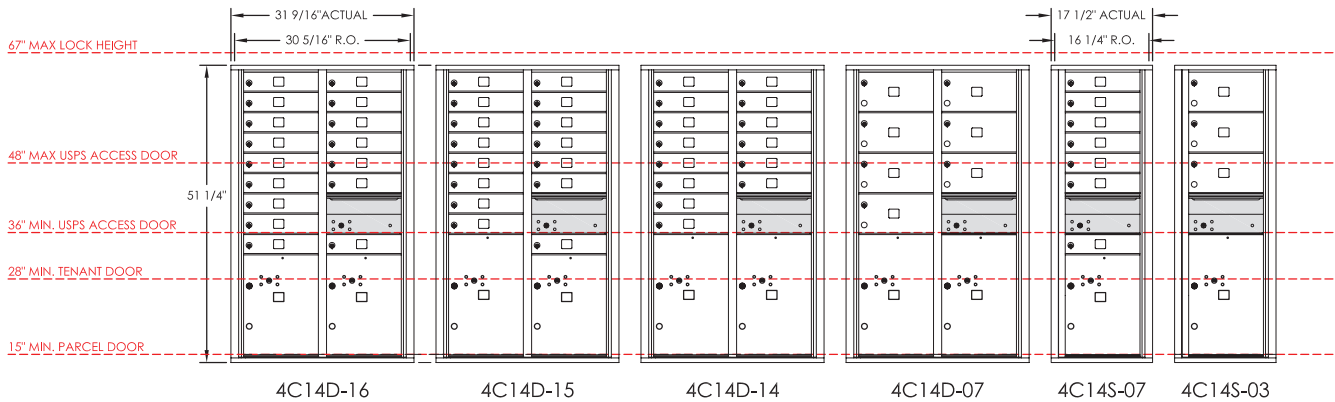 31 9/16"ACTUAL
17 1/2" ACTUAL
30 5/16" R.O.
16 1/4" R.O.
67" MAX LOCK HEIGHT
48" MAX USPS ACCESS DOOR
51 1/4"
36" MIN. USPS ACCESS DOOR
28" MIN. TENANT DOOR
15" MIN. PARCEL DOOR
4C14D-16
4C14D-15
4C14D-14
4C14D-07
4C14S-07
4C14S-03